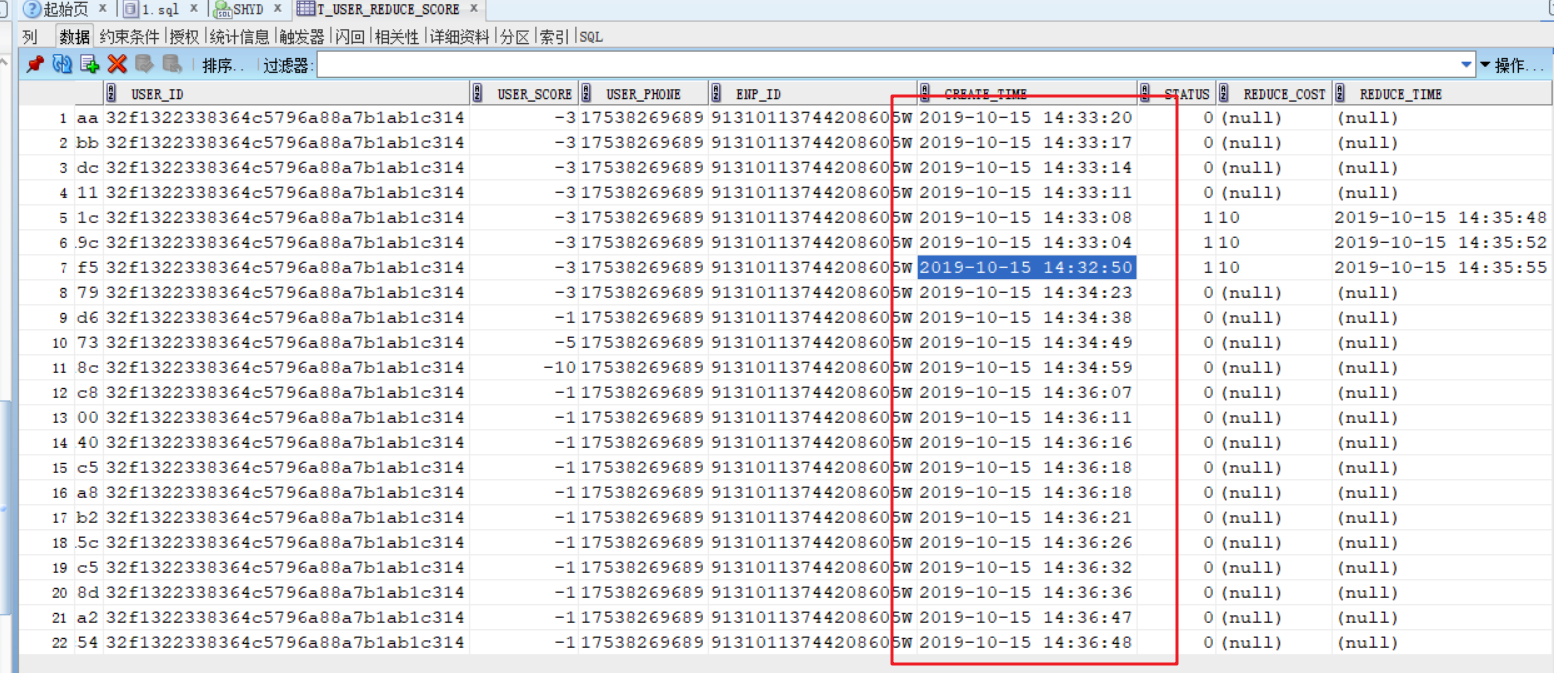 起始页 × 1.sql × SHYD × T_USER_REDUCE_SCORE ×
列 数据 约束条件 授权 统计信息 触发器 闪回 相关性 详细资料 分区 索引 SQL
排序.. 过滤器: 操作...
USER_ID USER_SCORE USER_PHONE ENP_ID CREATE_TIME STATUS REDUCE_COST REDUCE_TIME
1 aa 32f1322338364c5796a88a7b1ab1c314 -3 17538269689 91310113744208605W 2019-10-15 14:33:20 0 (null) (null)
2 bb 32f1322338364c5796a88a7b1ab1c314 -3 17538269689 91310113744208605W 2019-10-15 14:33:17 0 (null) (null)
3 dc 32f1322338364c5796a88a7b1ab1c314 -3 17538269689 91310113744208605W 2019-10-15 14:33:14 0 (null) (null)
4 11 32f1322338364c5796a88a7b1ab1c314 -3 17538269689 91310113744208605W 2019-10-15 14:33:11 0 (null) (null)
5 1c 32f1322338364c5796a88a7b1ab1c314 -3 17538269689 91310113744208605W 2019-10-15 14:33:08 1 10 2019-10-15 14:35:48
6 .9c 32f1322338364c5796a88a7b1ab1c314 -3 17538269689 91310113744208605W 2019-10-15 14:33:04 1 10 2019-10-15 14:35:52
7 f5 32f1322338364c5796a88a7b1ab1c314 -3 17538269689 91310113744208605W 2019-10-15 14:32:50 1 10 2019-10-15 14:35:55
8 79 32f1322338364c5796a88a7b1ab1c314 -3 17538269689 91310113744208605W 2019-10-15 14:34:23 0 (null) (null)
9 d6 32f1322338364c5796a88a7b1ab1c314 -1 17538269689 91310113744208605W 2019-10-15 14:34:38 0 (null) (null)
10 73 32f1322338364c5796a88a7b1ab1c314 -5 17538269689 91310113744208605W 2019-10-15 14:34:49 0 (null) (null)
11 8c 32f1322338364c5796a88a7b1ab1c314 -10 17538269689 91310113744208605W 2019-10-15 14:34:59 0 (null) (null)
12 c8 32f1322338364c5796a88a7b1ab1c314 -1 17538269689 91310113744208605W 2019-10-15 14:36:07 0 (null) (null)
13 00 32f1322338364c5796a88a7b1ab1c314 -1 17538269689 91310113744208605W 2019-10-15 14:36:11 0 (null) (null)
14 40 32f1322338364c5796a88a7b1ab1c314 -1 17538269689 91310113744208605W 2019-10-15 14:36:16 0 (null) (null)
15 c5 32f1322338364c5796a88a7b1ab1c314 -1 17538269689 91310113744208605W 2019-10-15 14:36:18 0 (null) (null)
16 a8 32f1322338364c5796a88a7b1ab1c314 -1 17538269689 91310113744208605W 2019-10-15 14:36:18 0 (null) (null)
17 b2 32f1322338364c5796a88a7b1ab1c314 -1 17538269689 91310113744208605W 2019-10-15 14:36:21 0 (null) (null)
18 .5c 32f1322338364c5796a88a7b1ab1c314 -1 17538269689 91310113744208605W 2019-10-15 14:36:26 0 (null) (null)
19 c5 32f1322338364c5796a88a7b1ab1c314 -1 17538269689 91310113744208605W 2019-10-15 14:36:32 0 (null) (null)
20 8d 32f1322338364c5796a88a7b1ab1c314 -1 17538269689 91310113744208605W 2019-10-15 14:36:36 0 (null) (null)
21 a2 32f1322338364c5796a88a7b1ab1c314 -1 17538269689 91310113744208605W 2019-10-15 14:36:47 0 (null) (null)
22 54 32f1322338364c5796a88a7b1ab1c314 -1 17538269689 91310113744208605W 2019-10-15 14:36:48 0 (null) (null)